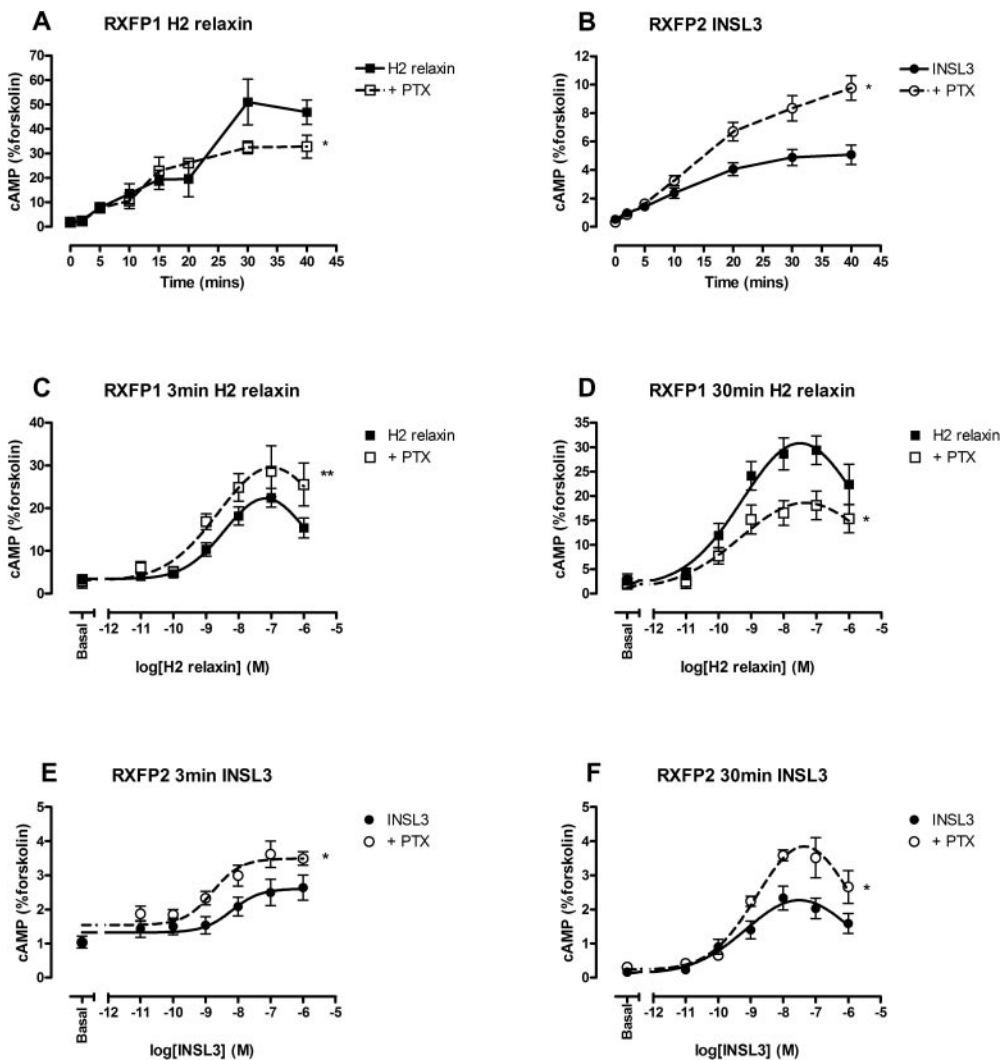 A RXFP1 H2 relaxin
70
60
50
40
30
20
10
0
cAMP (%forskolin)
0 5 10 15 20 25 30 35 40 45
Time (mins)
H2 relaxin
+ PTX
*
B RXFP2 INSL3
12
10
8
6
4
2
0
cAMP (%forskolin)
0 5 10 15 20 25 30 35 40 45
Time (mins)
INSL3
+ PTX
*
C RXFP1 3min H2 relaxin
40
30
20
10
0
cAMP (%forskolin)
Basal
-12 -11 -10 -9 -8 -7 -6 -5
log[H2 relaxin] (M)
H2 relaxin
+ PTX
**
D RXFP1 30min H2 relaxin
35
30
25
20
15
10
5
0
cAMP (%forskolin)
Basal
-12 -11 -10 -9 -8 -7 -6 -5
log[H2 relaxin] (M)
H2 relaxin
+ PTX
*
E RXFP2 3min INSL3
5
4
3
2
1
0
cAMP (%forskolin)
Basal
-12 -11 -10 -9 -8 -7 -6 -5
log[INSL3] (M)
INSL3
+ PTX
*
F RXFP2 30min INSL3
5
4
3
2
1
0
cAMP (%forskolin)
Basal
-12 -11 -10 -9 -8 -7 -6 -5
log[INSL3] (M)
INSL3
+ PTX
*